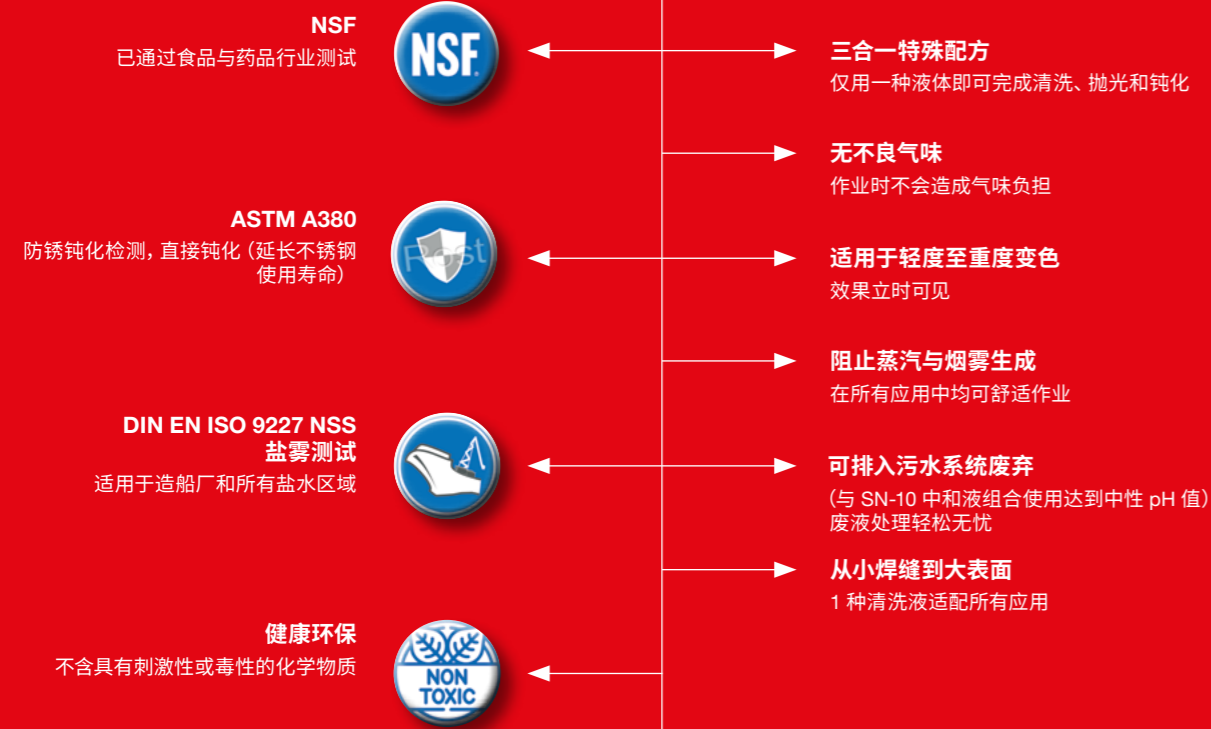 NSF
已通过食品与药品行业测试
NSF
ASTM A380
防锈钝化检测，直接钝化（延长不锈钢
使用寿命）
Rost
DIN EN ISO 9227 NSS
盐雾测试
适用于造船厂和所有盐水区域
健康环保
不含具有刺激性或毒性的化学物质
NON
TOXIC
三合一特殊配方
仅用一种液体即可完成清洗、抛光和钝化
无不良气味
作业时不会造成气味负担
适用于轻度至重度变色
效果立时可见
阻止蒸汽与烟雾生成
在所有应用中均可舒适作业
可排入污水系统废弃
（与 SN-10 中和液组合使用达到中性 pH 值）
废液处理轻松无忧
从小焊缝到大表面
1 种清洗液适配所有应用